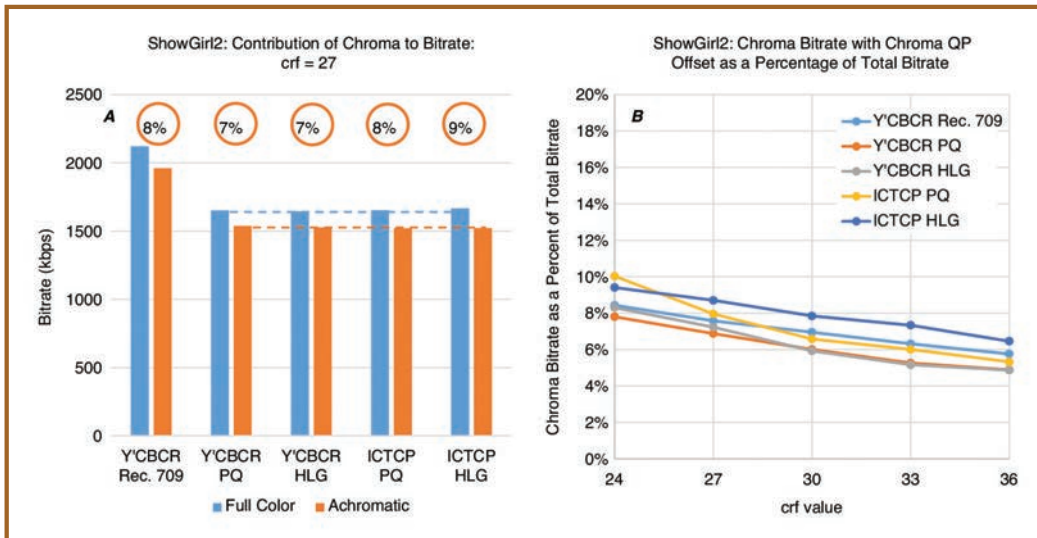 ShowGirl2: Contribution of Chroma to Bitrate:
crf = 27
A
8%
7%
7%
8%
9%
2500
2000
1500
1000
500
0
Bitrate (kbps)
Y'CBCR
Rec. 709
Y'CBCR
PQ
Y'CBCR
HLG
ICTCP
PQ
ICTCP
HLG
Full Color
Achromatic
ShowGirl2: Chroma Bitrate with Chroma QP
Offset as a Percentage of Total Bitrate
B
Y'CBCR Rec. 709
Y'CBCR PQ
Y'CBCR HLG
ICTCP PQ
ICTCP HLG
20%
18%
16%
14%
12%
10%
8%
6%
4%
2%
0%
Chroma Bitrate as a Percent of Total Bitrate
24
27
30
33
36
crf value